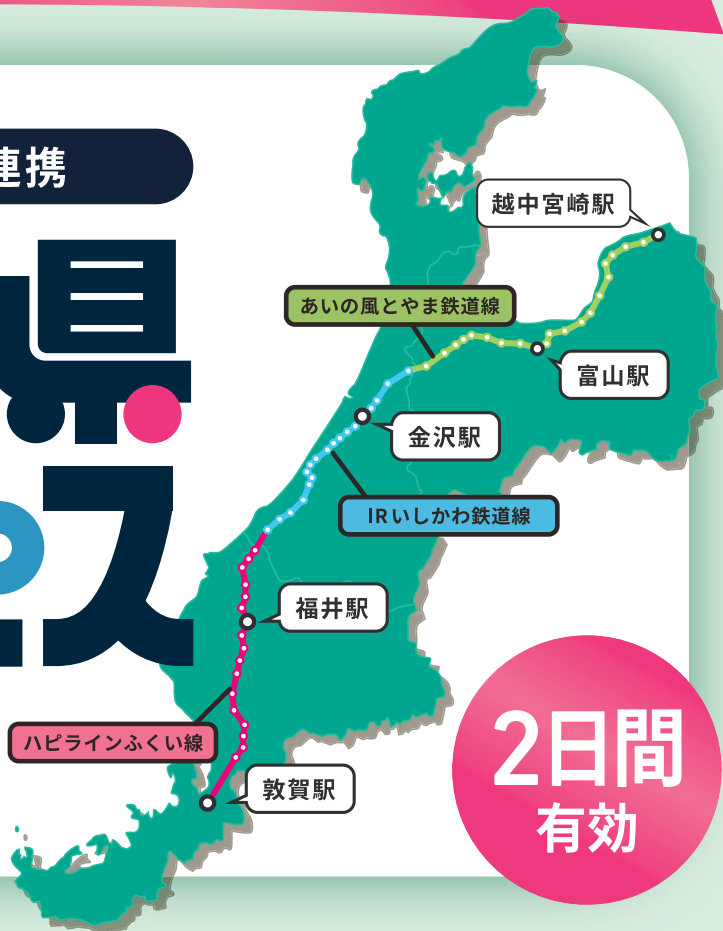 連携
県
ス
越中宮崎駅
あいの風とやま鉄道線
富山駅
金沢駅
IRいしかわ鉄道線
福井駅
ハピラインふくい線
敦賀駅
2日間
有効